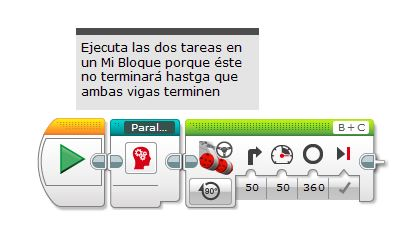 Ejecuta las dos tareas en
un Mi Bloque porque éste
no terminará hastga que
ambas vigas terminen
Paral...
B + C
90°
50 50 360